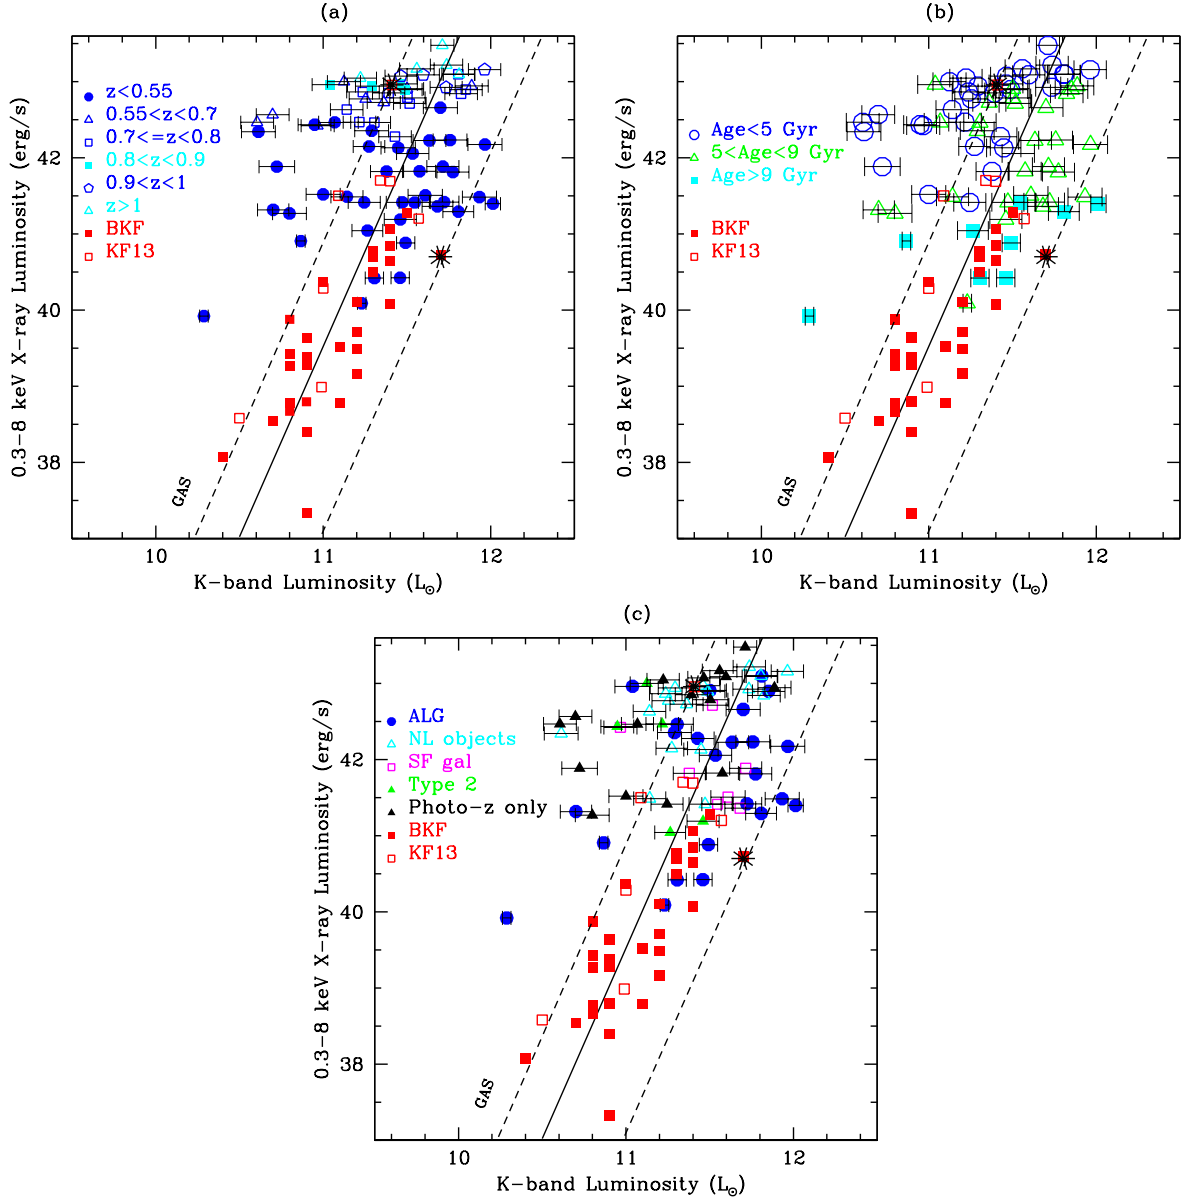 (a)
z<0.55
0.55<z<0.7
0.7<=z<0.8
0.8<z<0.9
0.9<z<1
z>1
BKF
KF13
GAS
42
40
38
10
11
12
0.3-8 keV X-ray Luminosity (erg/s)
K-band Luminosity (L⊙)
(b)
Age<5 Gyr
5<Age<9 Gyr
Age>9 Gyr
BKF
KF13
GAS
42
40
38
10
11
12
0.3-8 keV X-ray Luminosity (erg/s)
K-band Luminosity (L⊙)
(c)
ALG
NL objects
SF gal
Type 2
Photo-z only
BKF
KF13
GAS
42
40
38
10
11
12
0.3-8 keV X-ray Luminosity (erg/s)
K-band Luminosity (L⊙)